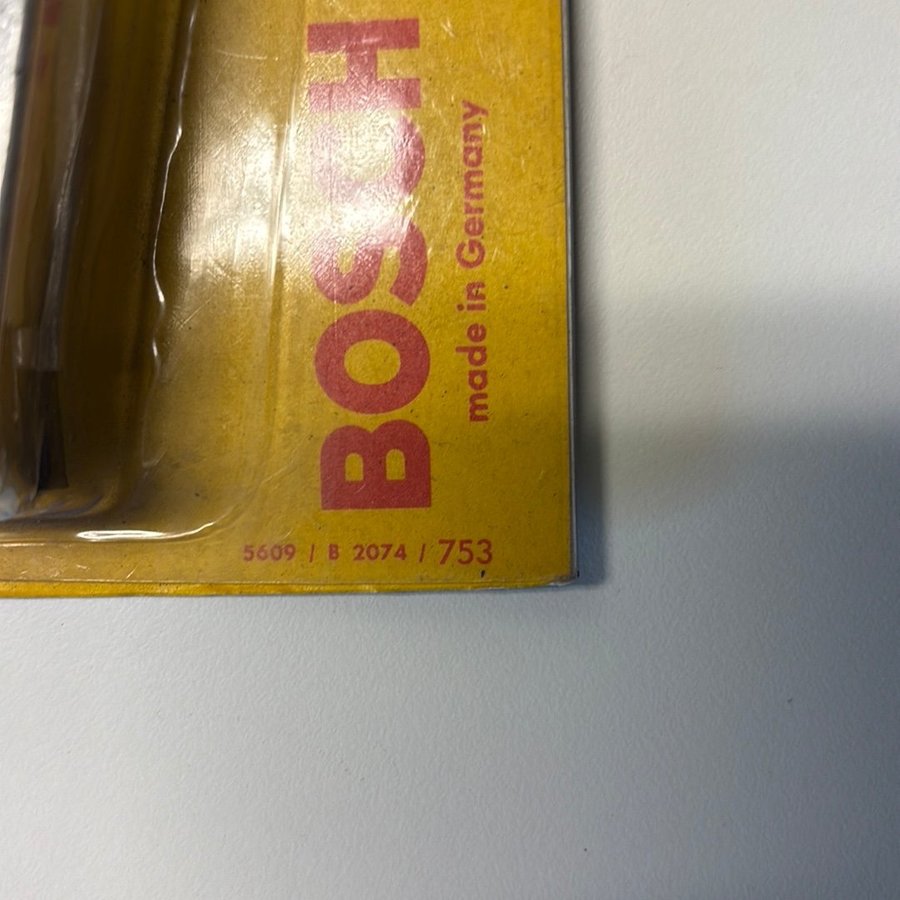 BOSCH
made in Germany
5609 / B 2074 / 753